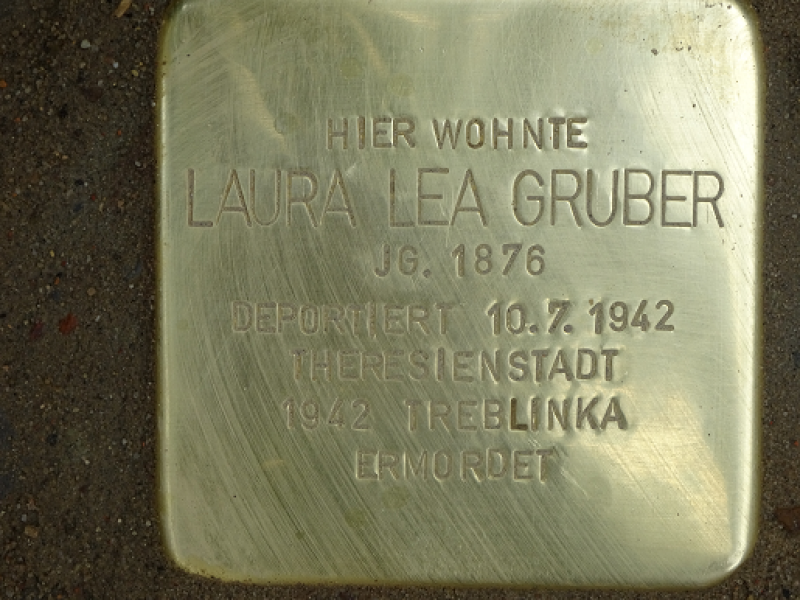 HIER WOHNTE
LAURA LEA GRUBER
JG. 1876
DEPORTIERT 10.7.1942
THERESIENSTADT
1942 TREBLINKA
ERMORDET